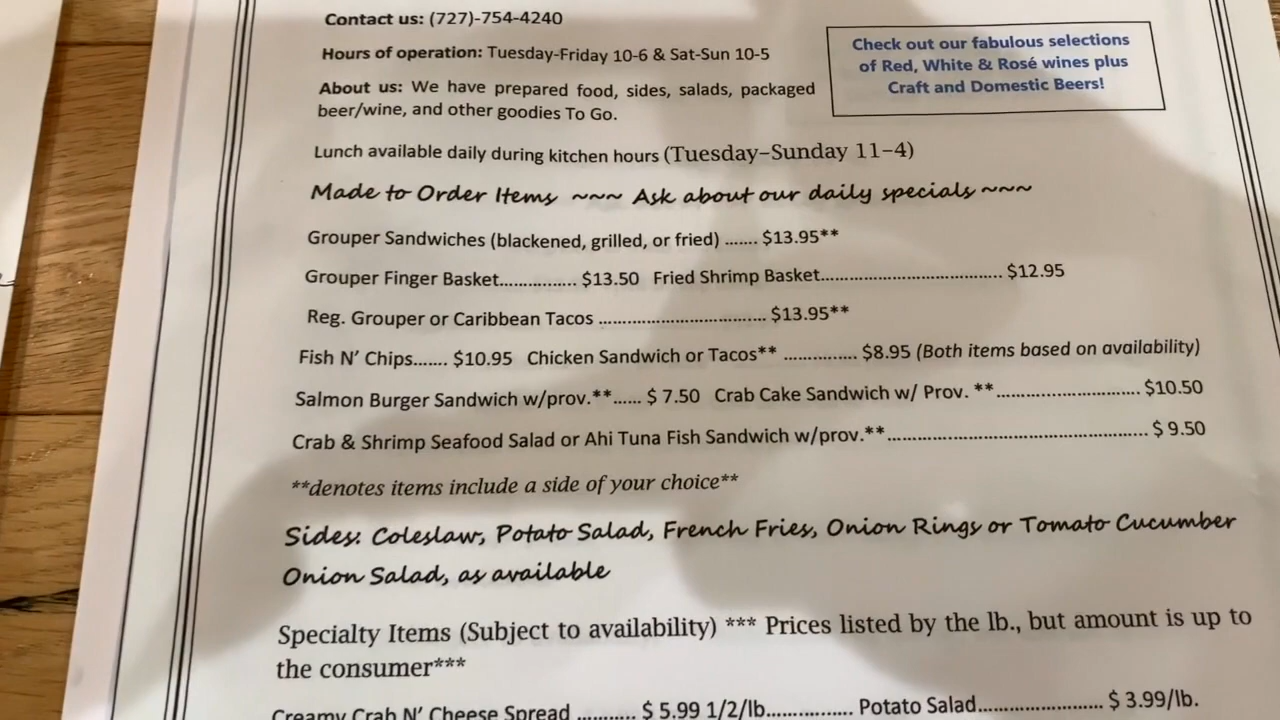 Contact us: (727)-754-4240
Hours of operation: Tuesday-Friday 10-6 & Sat-Sun 10-5
Check out our fabulous selections
of Red, White & Rosé wines plus
Craft and Domestic Beers!
About us: We have prepared food, sides, salads, packaged
beer/wine, and other goodies To Go.
Lunch available daily during kitchen hours (Tuesday–Sunday 11–4)
Made to Order Items ~~~ Ask about our daily specials ~~~
Grouper Sandwiches (blackened, grilled, or fried) ....... $13.95**
Grouper Finger Basket................ $13.50 Fried Shrimp Basket...................................... $12.95
Reg. Grouper or Caribbean Tacos ................................... $13.95**
Fish N' Chips....... $10.95 Chicken Sandwich or Tacos** ............... $8.95 (Both items based on availability)
Salmon Burger Sandwich w/prov.**...... $ 7.50 Crab Cake Sandwich w/ Prov. **.............................. $10.50
Crab & Shrimp Seafood Salad or Ahi Tuna Fish Sandwich w/prov.**...................................................... $ 9.50
**denotes items include a side of your choice**
Sides: Coleslaw, Potato Salad, French Fries, Onion Rings or Tomato Cucumber
Onion Salad, as available
Specialty Items (Subject to availability) *** Prices listed by the lb., but amount is up to
the consumer***
Creamy Crab N' Cheese Spread ........... $ 5.99 1/2/lb................. Potato Salad......................... $ 3.99/lb.